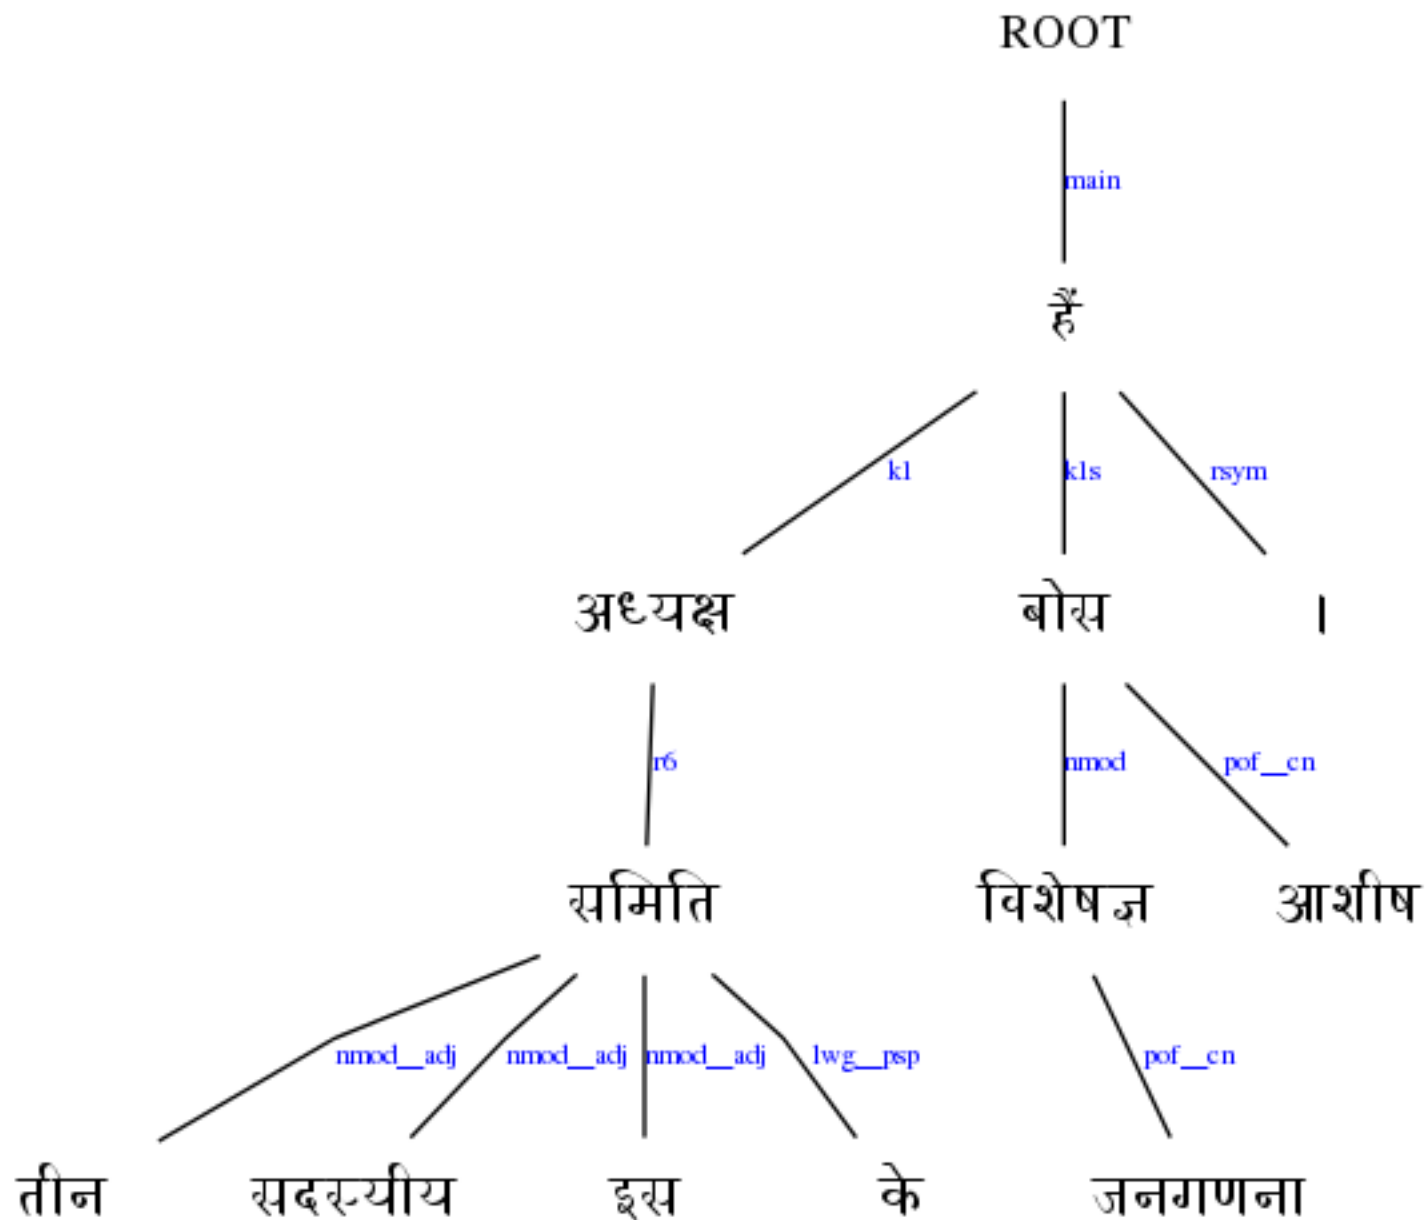 ROOT
main
हैं
k1 k1s rsym
अध्यक्ष बोस ।
r6 nmod pof__cn
समिति विशेषज्ञ आशीष
nmod__adj nmod__adj nmod__adj lwg__psp pof__cn
तीन सदस्यीय इस के जनगणना